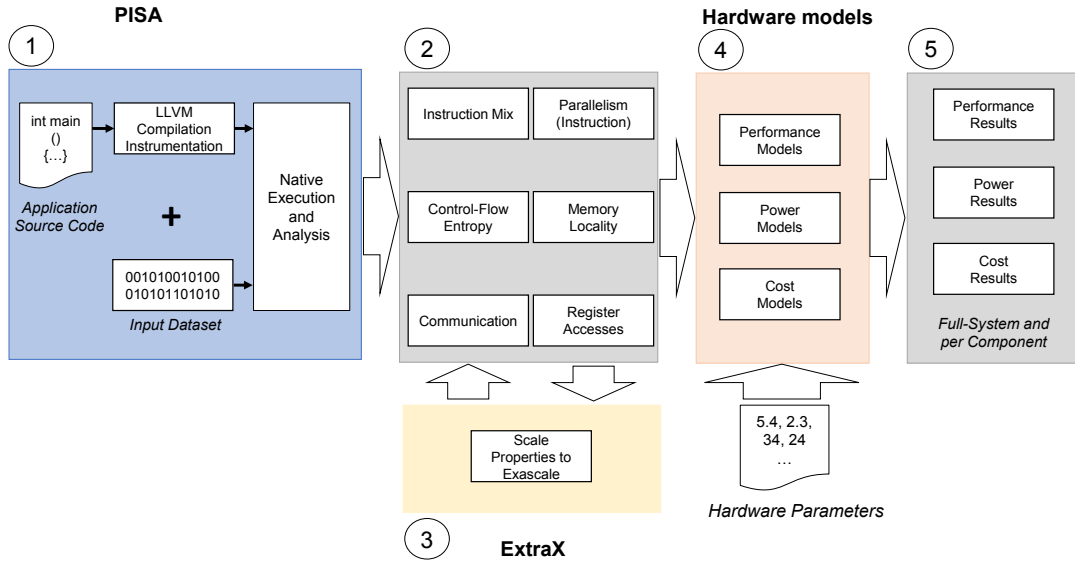 PISA
Hardware models
1
2
4
5
int main
()
{...}
LLVM
Compilation
Instrumentation
Native
Execution
and
Analysis
Application
Source Code
+
001010010100
010101101010
Input Dataset
Instruction Mix
Parallelism
(Instruction)
Control-Flow
Entropy
Memory
Locality
Communication
Register
Accesses
Performance
Models
Power
Models
Cost
Models
Performance
Results
Power
Results
Cost
Results
Full-System and
per Component
Scale
Properties to
Exascale
5.4, 2.3,
34, 24
...
Hardware Parameters
3
ExtraX